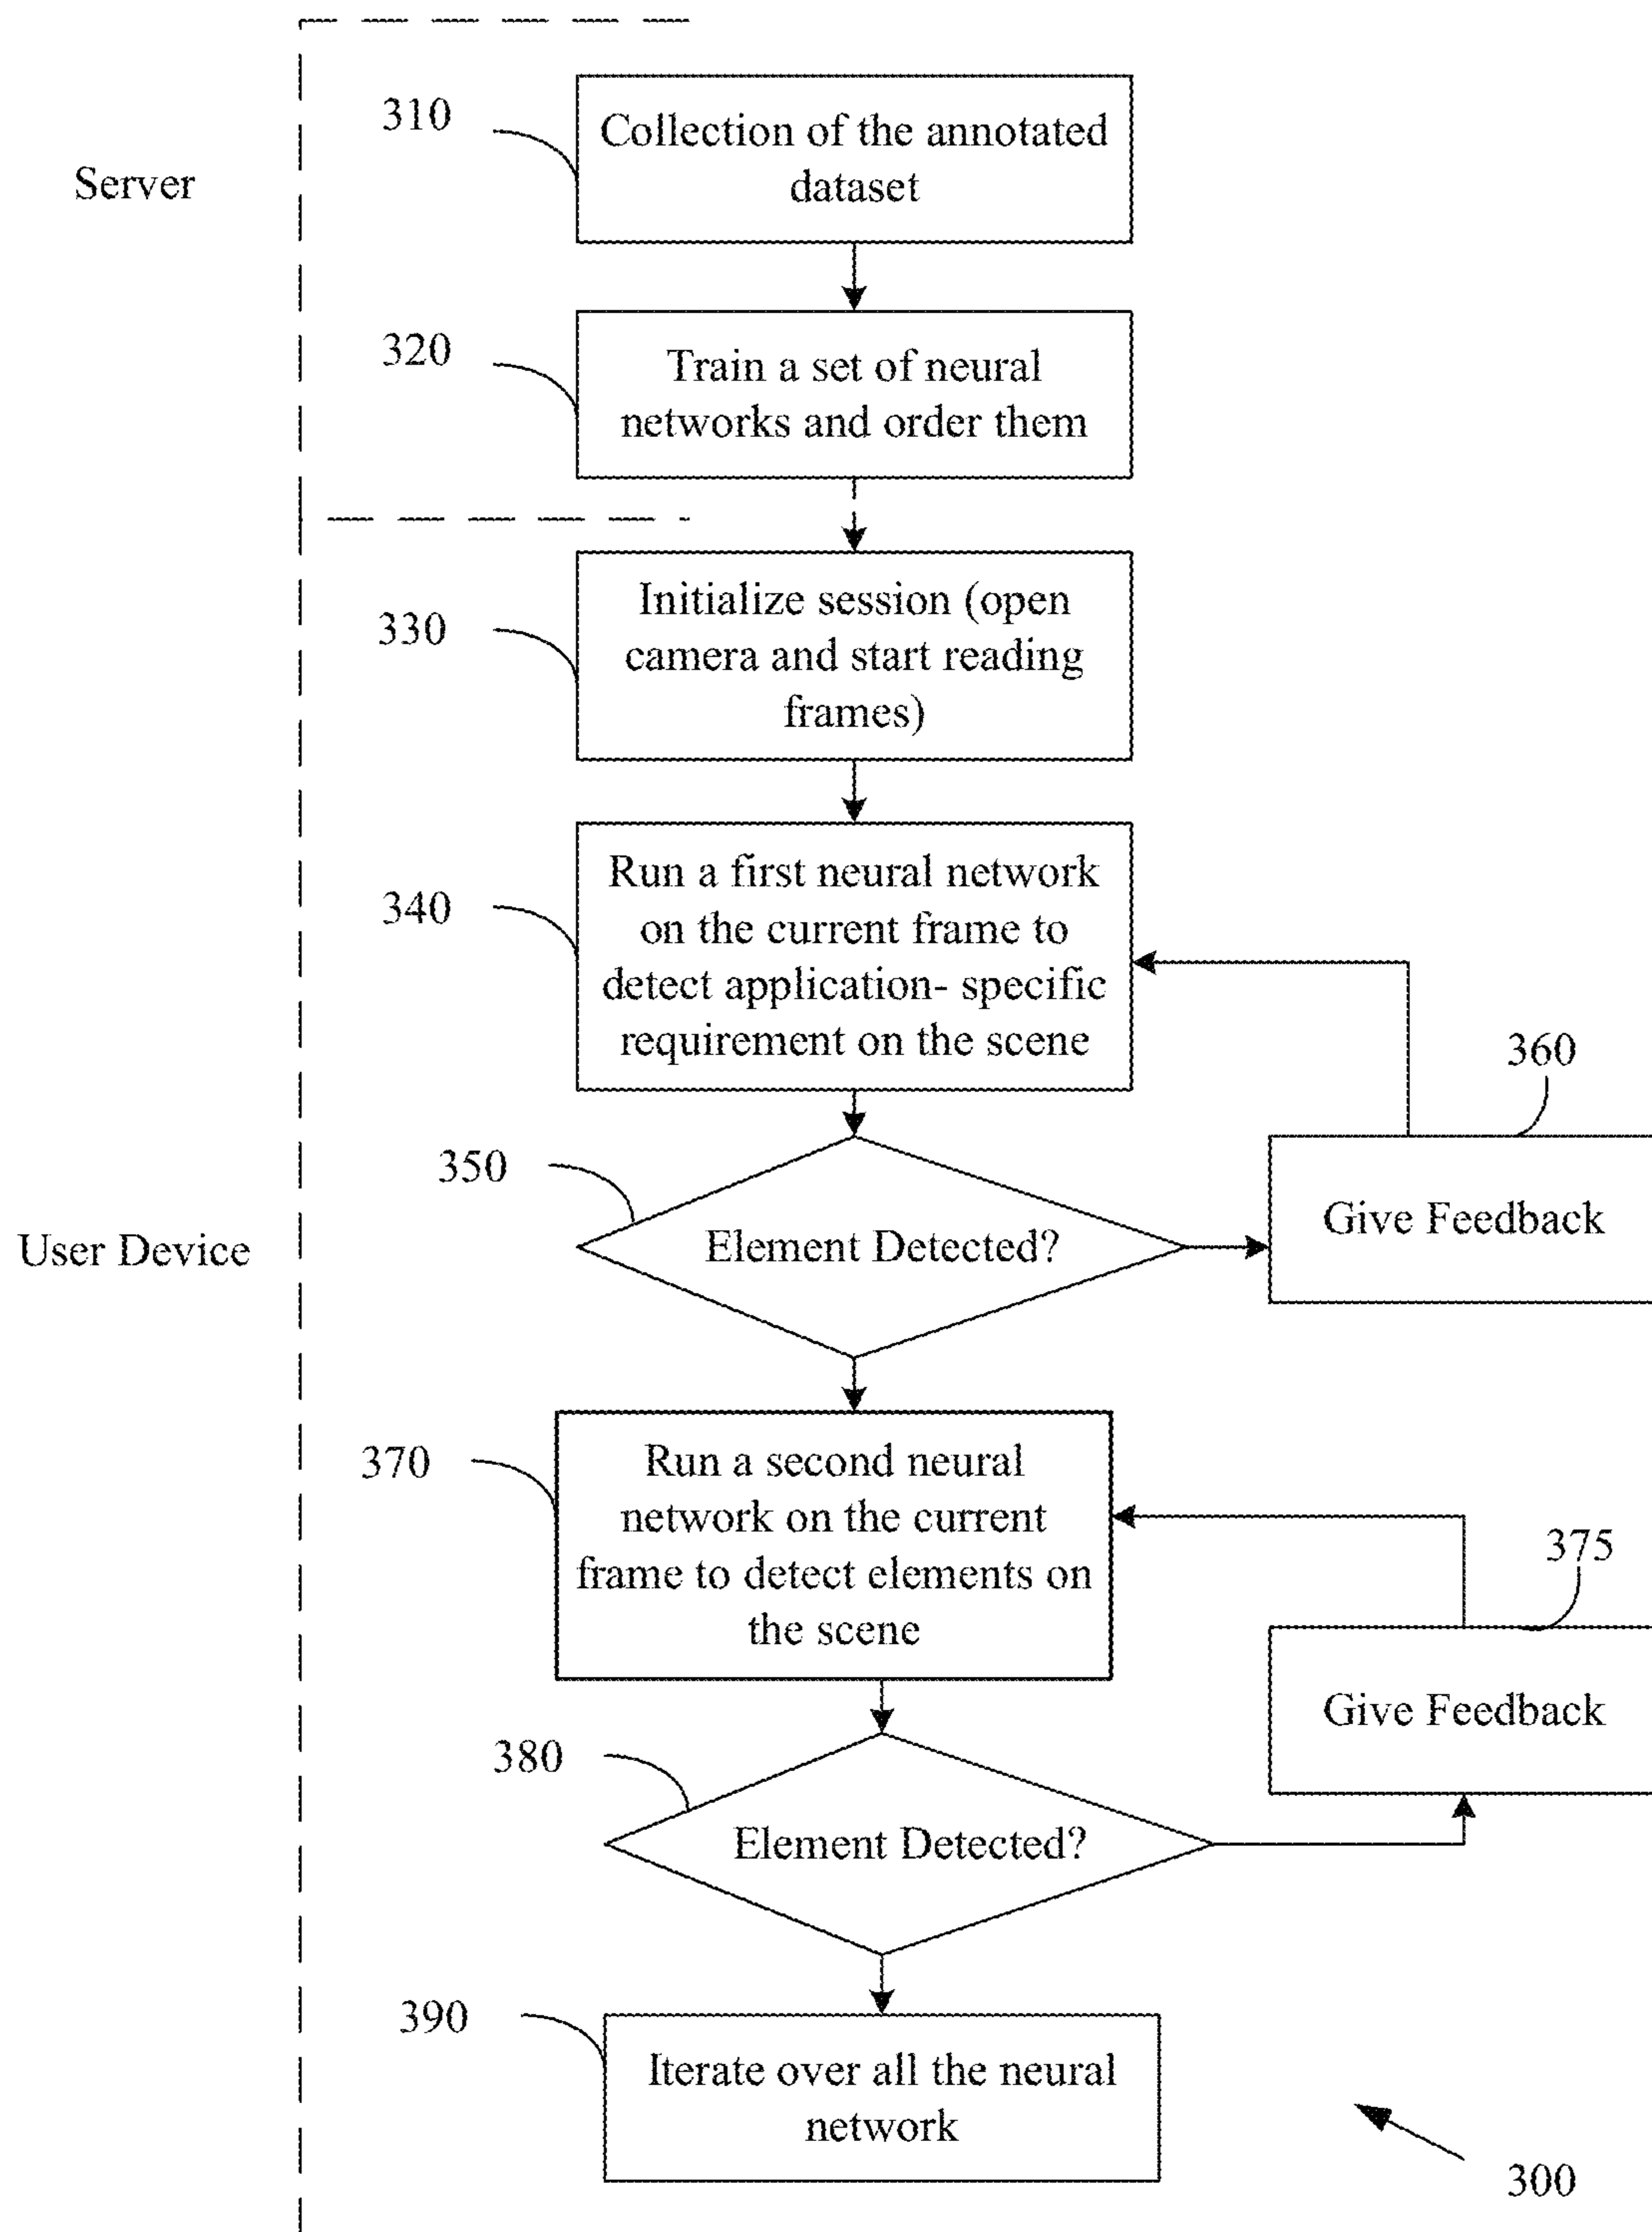 310
Collection of the annotated
dataset
Server
320
Train a set of neural
networks and order them
330
Initialize session (open
camera and start reading
frames)
340
Run a first neural network
on the current frame to
detect application- specific
requirement on the scene
360
350
Element Detected?
Give Feedback
User Device
370
Run a second neural
network on the current
frame to detect elements on
the scene
375
Give Feedback
380
Element Detected?
390
Iterate over all the neural
network
300